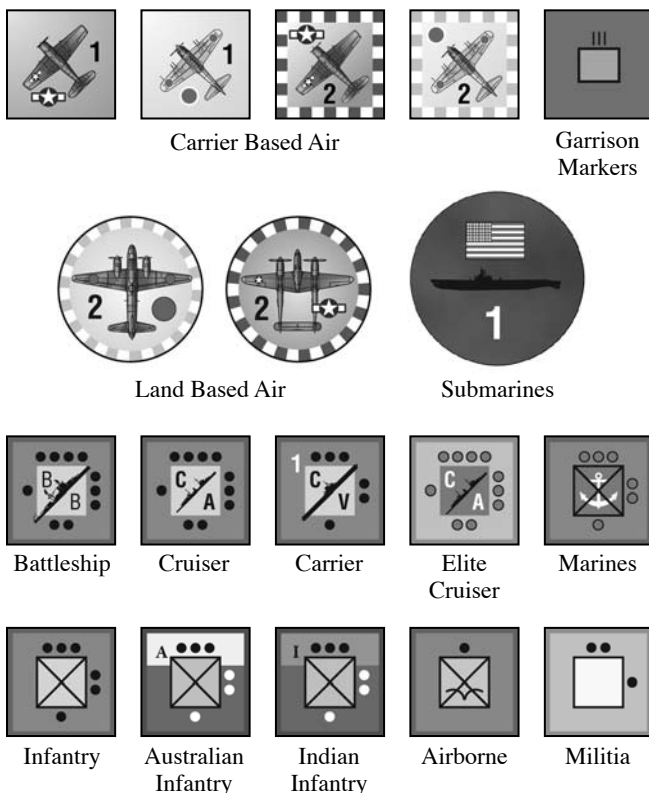 1
1
2
2
Carrier Based Air
Garrison
Markers
2
2
1
Land Based Air
Submarines
B
B
C
A
1
C
V
C
A
Battleship
Cruiser
Carrier
Elite
Cruiser
Marines
A
I
Infantry
Australian
Infantry
Indian
Infantry
Airborne
Militia